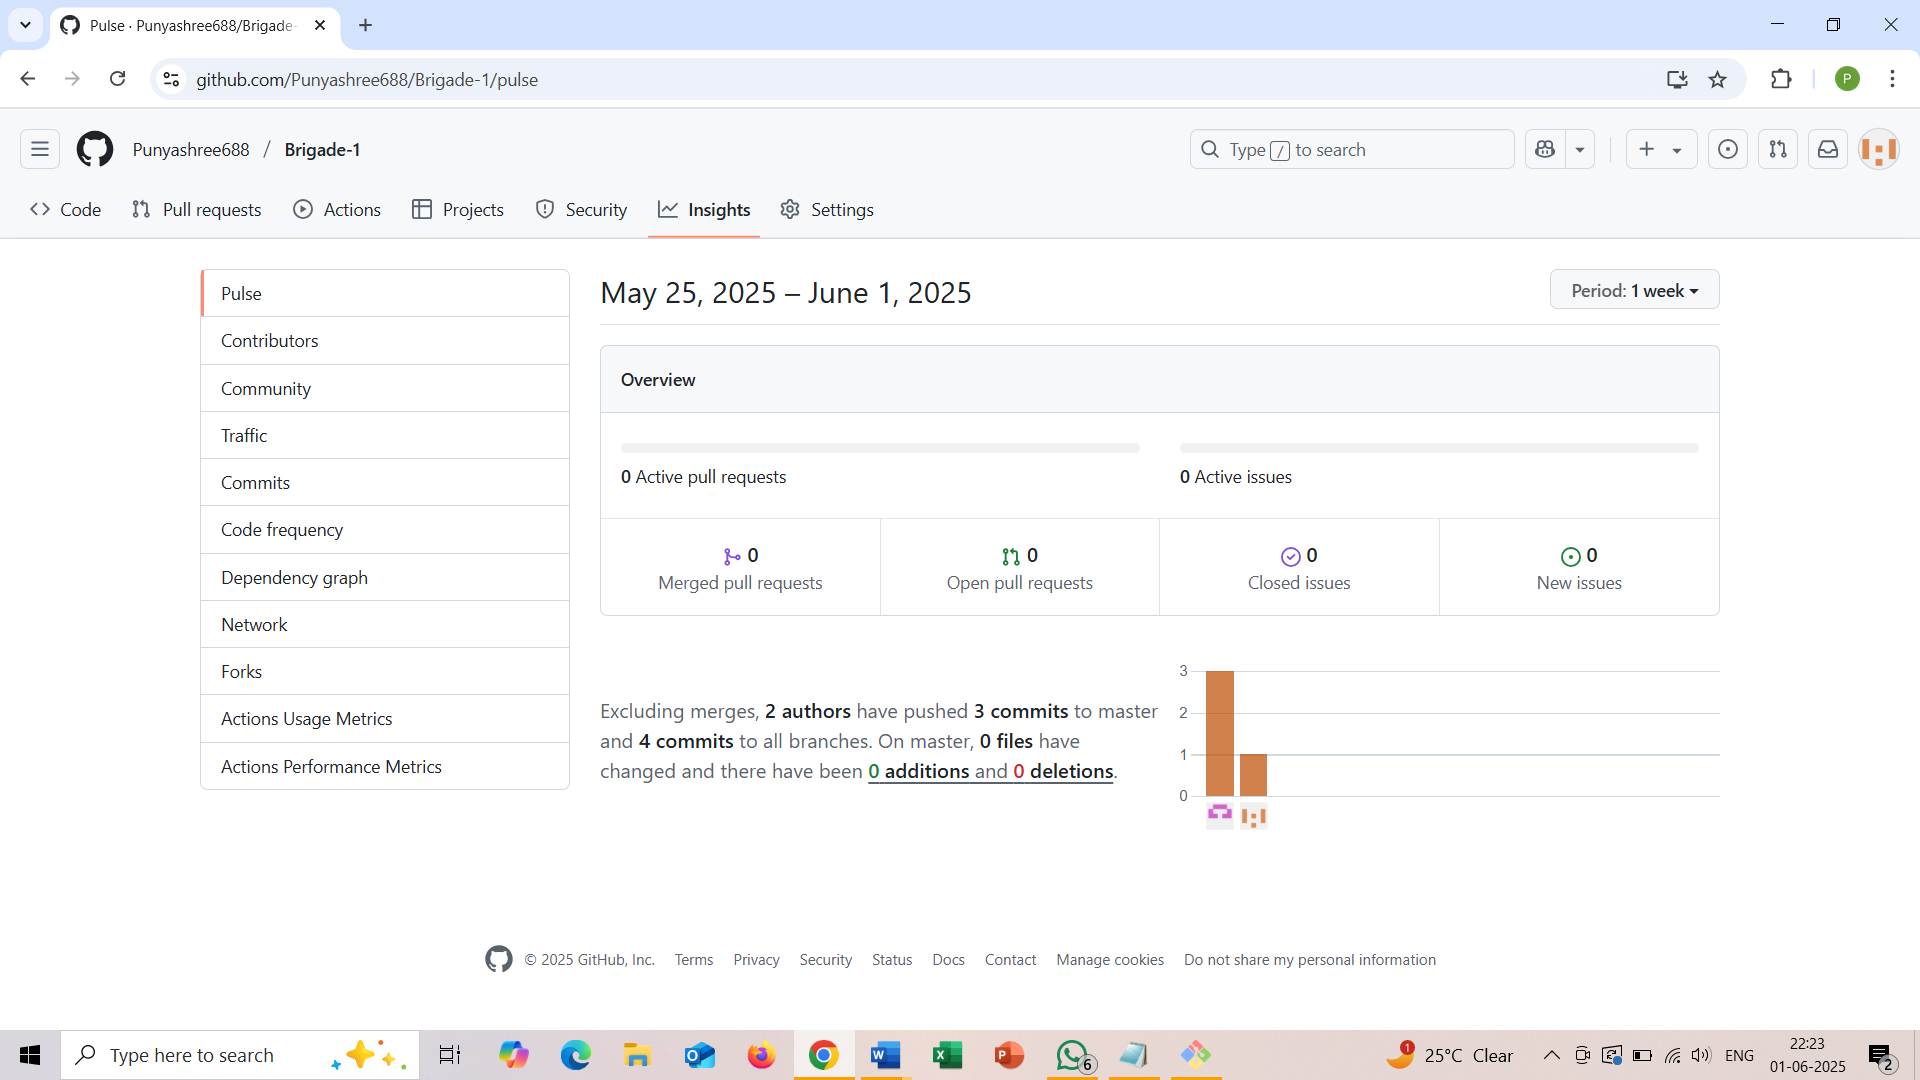 Pulse · Punyashree688/Brigade-
github.com/Punyashree688/Brigade-1/pulse
P
Punyashree688 / Brigade-1
Type / to search
Code
Pull requests
Actions
Projects
Security
Insights
Settings
Pulse
Contributors
Community
Traffic
Commits
Code frequency
Dependency graph
Network
Forks
Actions Usage Metrics
Actions Performance Metrics
May 25, 2025 – June 1, 2025
Period: 1 week
Overview
0 Active pull requests
0 Active issues
0
Merged pull requests
0
Open pull requests
0
Closed issues
0
New issues
Excluding merges, 2 authors have pushed 3 commits to master
and 4 commits to all branches. On master, 0 files have
changed and there have been 0 additions and 0 deletions.
3
2
1
0
© 2025 GitHub, Inc. Terms Privacy Security Status Docs Contact Manage cookies Do not share my personal information
Type here to search
6
1
25°C Clear
ENG
22:23
01-06-2025
2